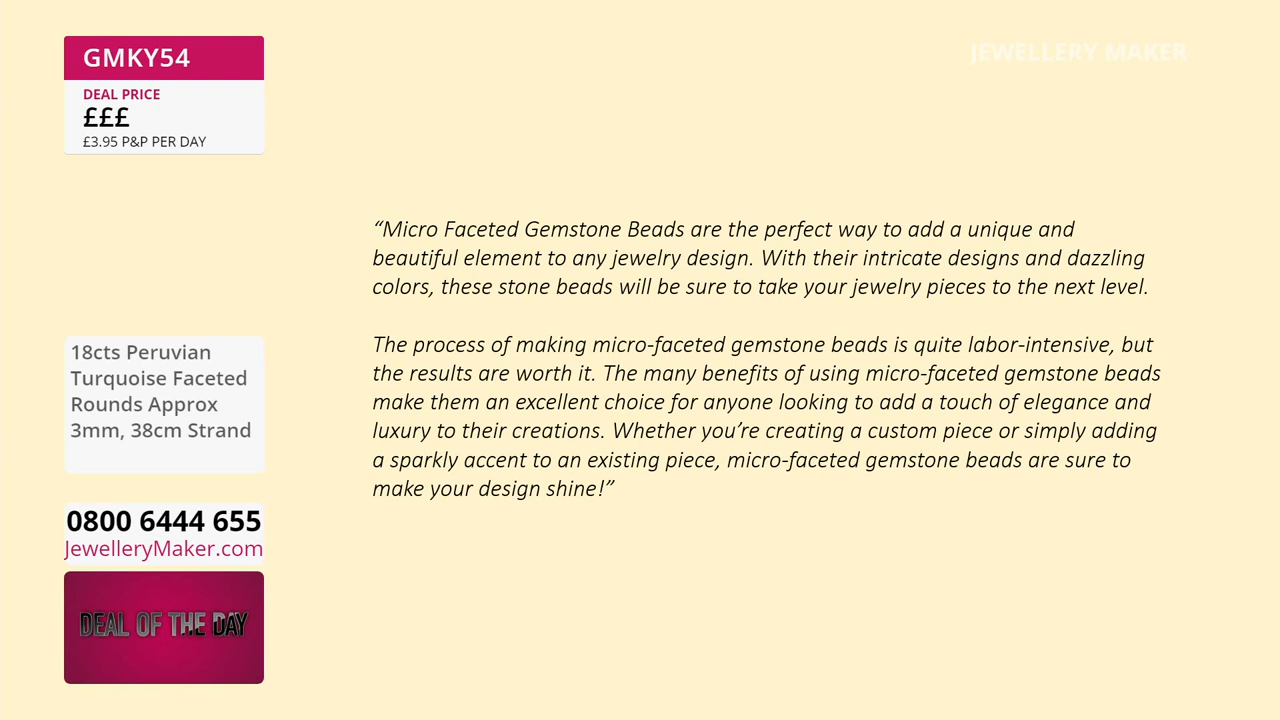 GMKY54
DEAL PRICE
£££
£3.95 P&P PER DAY
JEWELLERY MAKER
“Micro Faceted Gemstone Beads are the perfect way to add a unique and
beautiful element to any jewelry design. With their intricate designs and dazzling
colors, these stone beads will be sure to take your jewelry pieces to the next level.
The process of making micro-faceted gemstone beads is quite labor-intensive, but
the results are worth it. The many benefits of using micro-faceted gemstone beads
make them an excellent choice for anyone looking to add a touch of elegance and
luxury to their creations. Whether you’re creating a custom piece or simply adding
a sparkly accent to an existing piece, micro-faceted gemstone beads are sure to
make your design shine!”
18cts Peruvian
Turquoise Faceted
Rounds Approx
3mm, 38cm Strand
0800 6444 655
JewelleryMaker.com
DEAL OF THE DAY